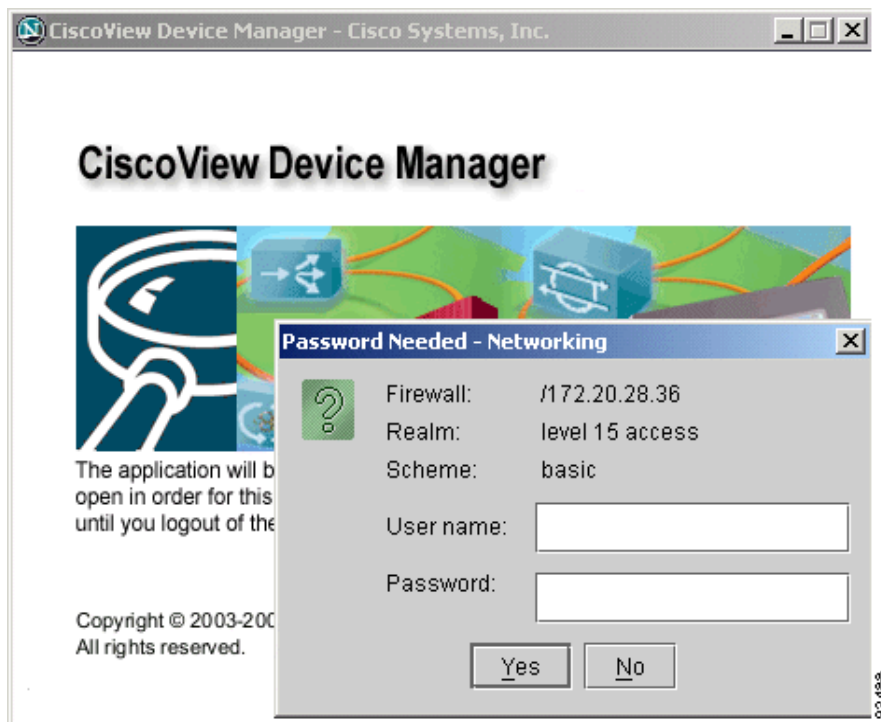 CiscoView Device Manager - Cisco Systems, Inc.
CiscoView Device Manager
Password Needed - Networking
Firewall: /172.20.28.36
Realm: level 15 access
Scheme: basic
User name:
Password:
Yes No
The application will b
open in order for this
until you logout of the
Copyright © 2003-200
All rights reserved.